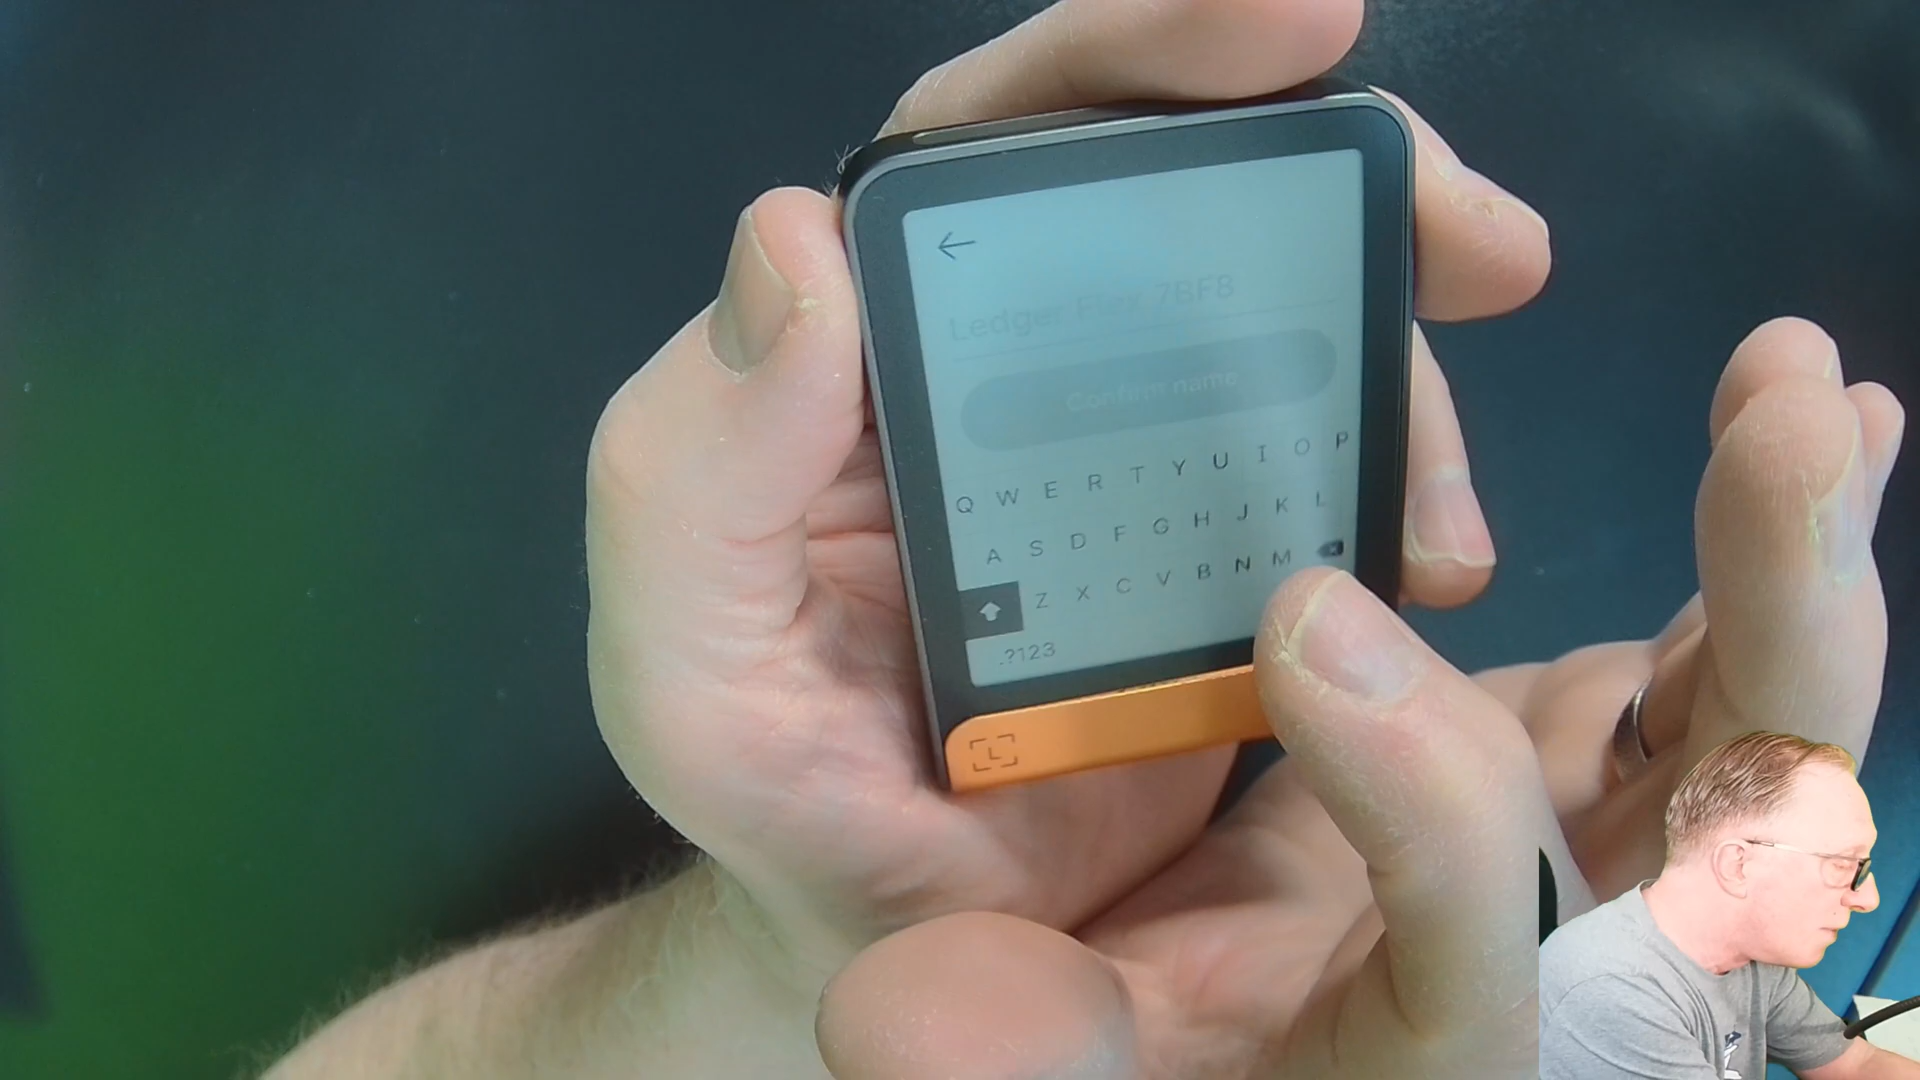 Ledger Flex 7BF8
Confirm name
Q W E R T Y U I O P
A S D F G H J K L
Z X C V B N M
.?123